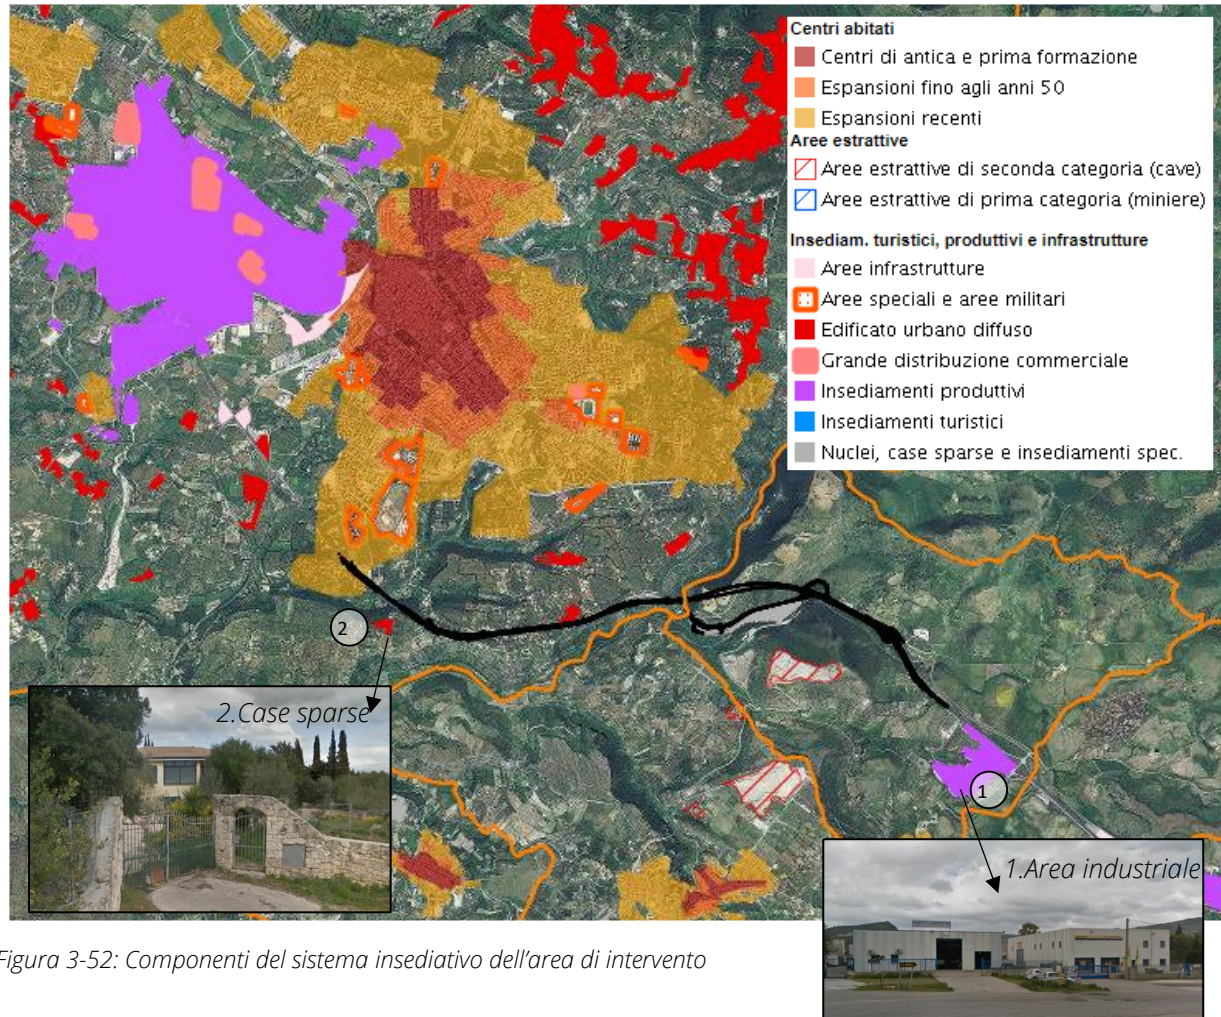 Centri abitati
Centri di antica e prima formazione
Espansioni fino agli anni 50
Espansioni recenti
Aree estrattive
Aree estrattive di seconda categoria (cave)
Aree estrattive di prima categoria (miniere)
Insediam. turistici, produttivi e infrastrutture
Aree infrastrutture
Aree speciali e aree militari
Edificato urbano diffuso
Grande distribuzione commerciale
Insediamenti produttivi
Insediamenti turistici
Nuclei, case sparse e insediamenti spec.
2
2.Case sparse
1
1.Area industriale
Figura 3-52: Componenti del sistema insediativo dell'area di intervento